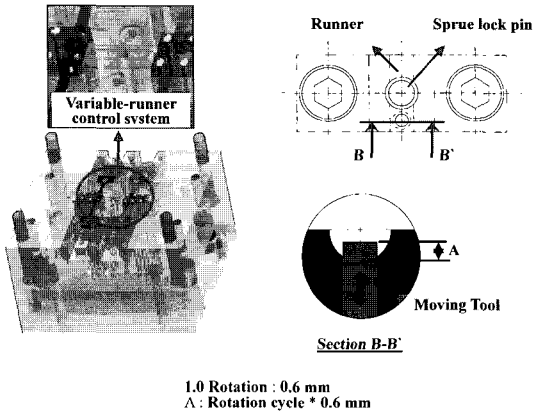 Variable-runner
control system
Runner
Sprue lock pin
B
B`
A
Moving Tool
Section B-B`
1.0 Rotation : 0.6 mm
A : Rotation cycle * 0.6 mm